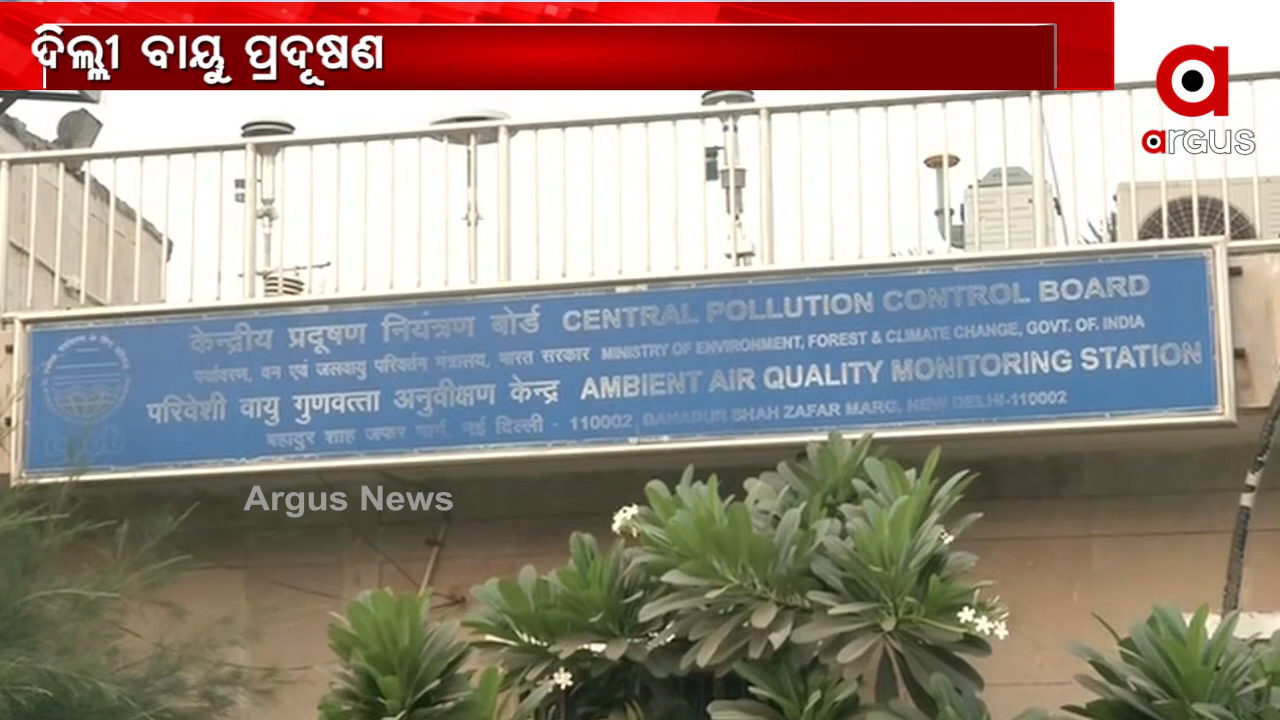 ଦିଲ୍ଲୀ ବାୟୁ ପ୍ରଦୂଷଣ
argus
केन्द्रीय प्रदूषण नियंत्रण बोर्ड CENTRAL POLLUTION CONTROL BOARD
पर्यावरण, वन एवं जलवायु परिवर्तन मंत्रालय, भारत सरकार MINISTRY OF ENVIRONMENT, FOREST & CLIMATE CHANGE, GOVT. OF. INDIA
परिवेशी वायु गुणवत्ता अनुवीक्षण केन्द्र AMBIENT AIR QUALITY MONITORING STATION
बहादुर शाह जफर मार्ग, नई दिल्ली - 110002 BAHADUR SHAH ZAFAR MARG, NEW DELHI-110002
Argus News